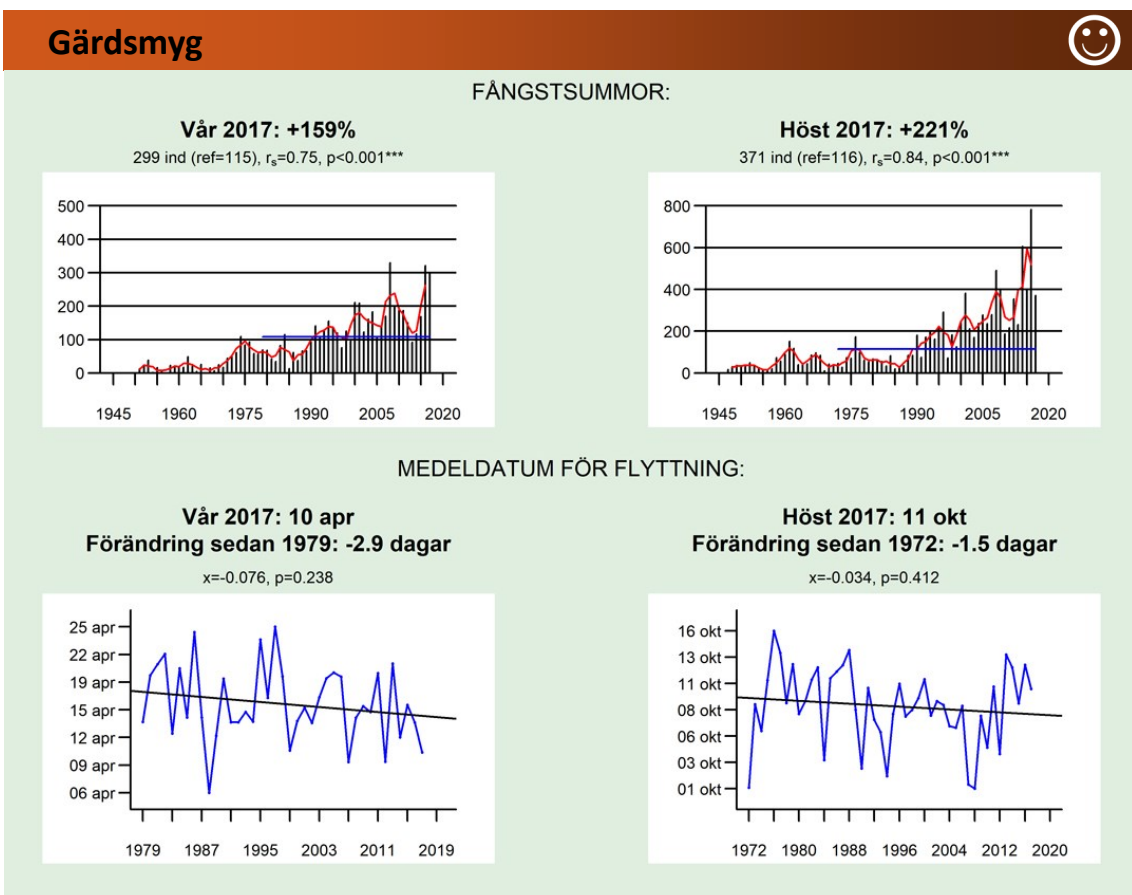 Gärdsmyg
FÅNGSTSUMMOR:
Vår 2017: +159%
299 ind (ref=115), rₛ=0.75, p<0.001***
500
400
300
200
100
0
1945 1960 1975 1990 2005 2020
Höst 2017: +221%
371 ind (ref=116), rₛ=0.84, p<0.001***
800
600
400
200
0
1945 1960 1975 1990 2005 2020
MEDELDATUM FÖR FLYTTNING:
Vår 2017: 10 apr
Förändring sedan 1979: -2.9 dagar
x=-0.076, p=0.238
25 apr
22 apr
19 apr
15 apr
12 apr
09 apr
06 apr
1979 1987 1995 2003 2011 2019
Höst 2017: 11 okt
Förändring sedan 1972: -1.5 dagar
x=-0.034, p=0.412
16 okt
13 okt
11 okt
08 okt
06 okt
03 okt
01 okt
1972 1980 1988 1996 2004 2012 2020